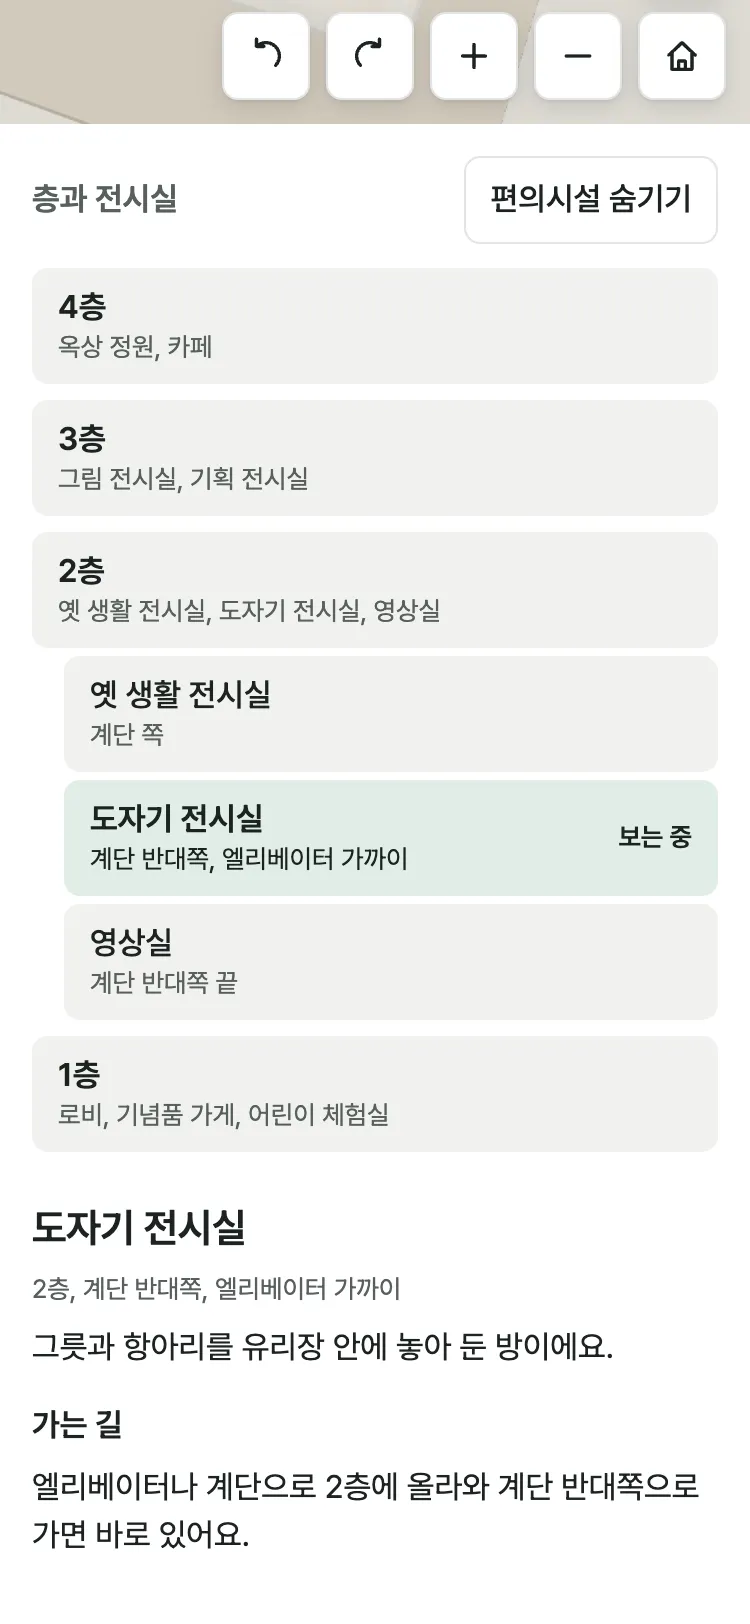 층과 전시실
편의시설 숨기기
4층
옥상 정원, 카페
3층
그림 전시실, 기획 전시실
2층
옛 생활 전시실, 도자기 전시실, 영상실
옛 생활 전시실
계단 쪽
도자기 전시실
계단 반대쪽, 엘리베이터 가까이
보는 중
영상실
계단 반대쪽 끝
1층
로비, 기념품 가게, 어린이 체험실
도자기 전시실
2층, 계단 반대쪽, 엘리베이터 가까이
그릇과 항아리를 유리장 안에 놓아 둔 방이에요.
가는 길
엘리베이터나 계단으로 2층에 올라와 계단 반대쪽으로
가면 바로 있어요.